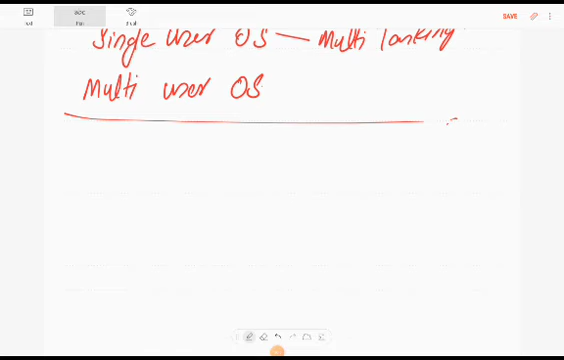 SAVE
Single user OS — Multi tasking
Multi user OS